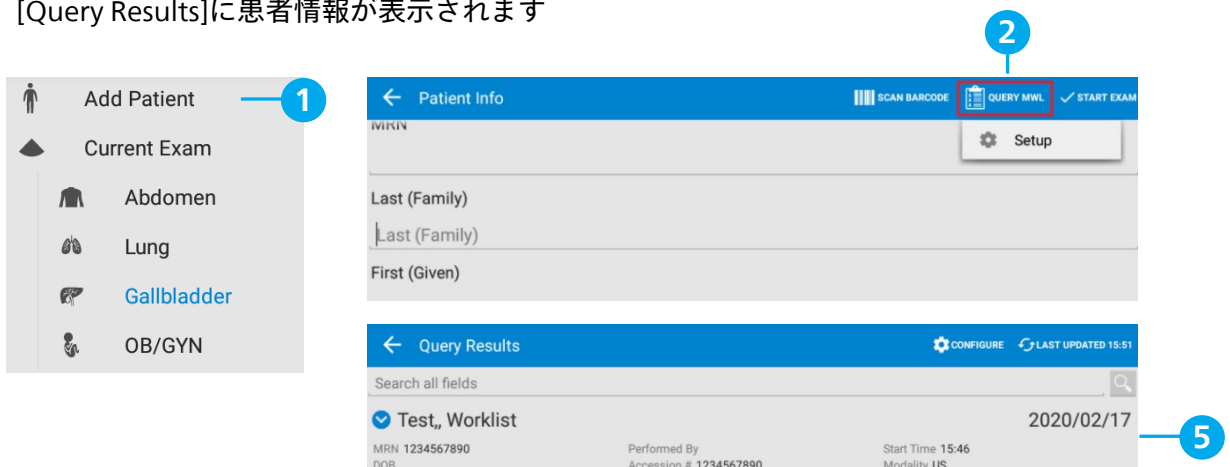 [Query Results]に患者情報が表示されます
2
Add Patient
1
Current Exam
Abdomen
Lung
Gallbladder
OB/GYN
Patient Info
SCAN BARCODE
QUERY MWL
START EXAM
MRN
Setup
Last (Family)
Last (Family)
First (Given)
Query Results
CONFIGURE
LAST UPDATED 15:51
Search all fields
Test,, Worklist
2020/02/17
5
MRN 1234567890
Performed By
Start Time 15:46
DOB
Accession # 1234567890
Modality US